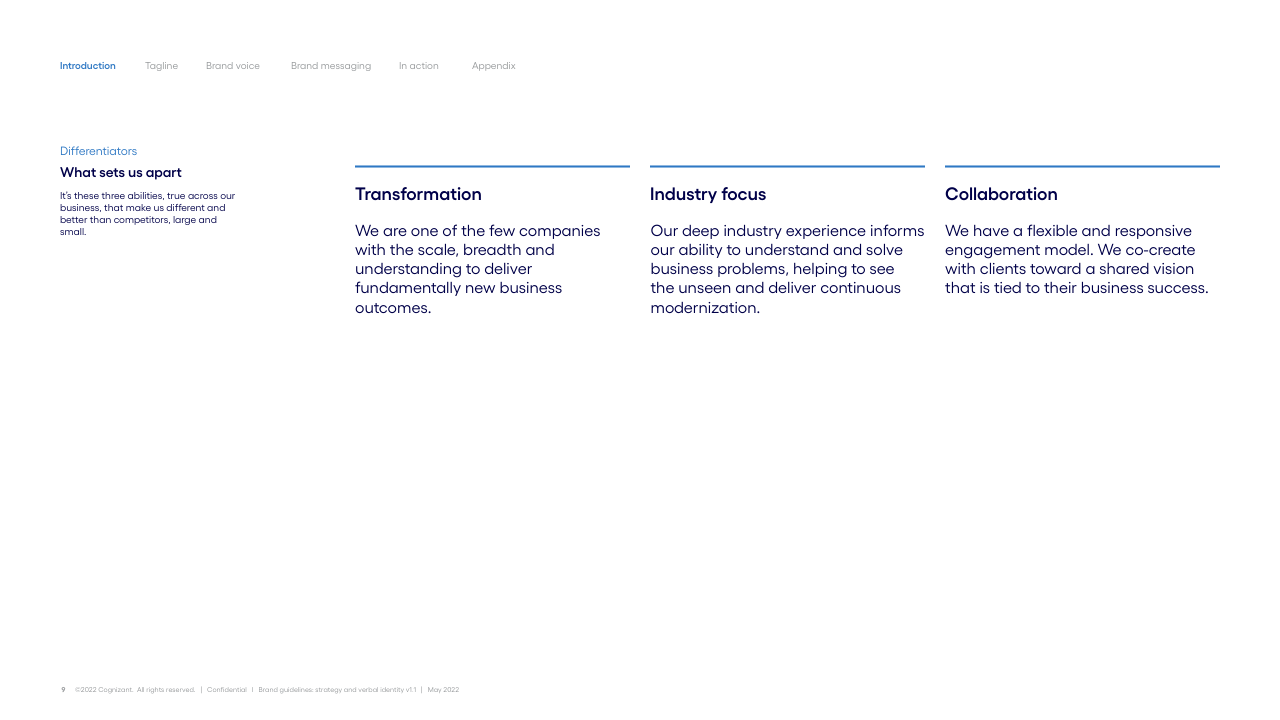 Introduction Tagline Brand voice Brand messaging In action Appendix
Differentiators
What sets us apart
It's these three abilities, true across our
business, that make us different and
better than competitors, large and
small.
Transformation
We are one of the few companies
with the scale, breadth and
understanding to deliver
fundamentally new business
outcomes.
Industry focus
Our deep industry experience informs
our ability to understand and solve
business problems, helping to see
the unseen and deliver continuous
modernization.
Collaboration
We have a flexible and responsive
engagement model. We co-create
with clients toward a shared vision
that is tied to their business success.
9 ©2022 Cognizant. All rights reserved. | Confidential | Brand guidelines: strategy and verbal identity v1.1 | May 2022